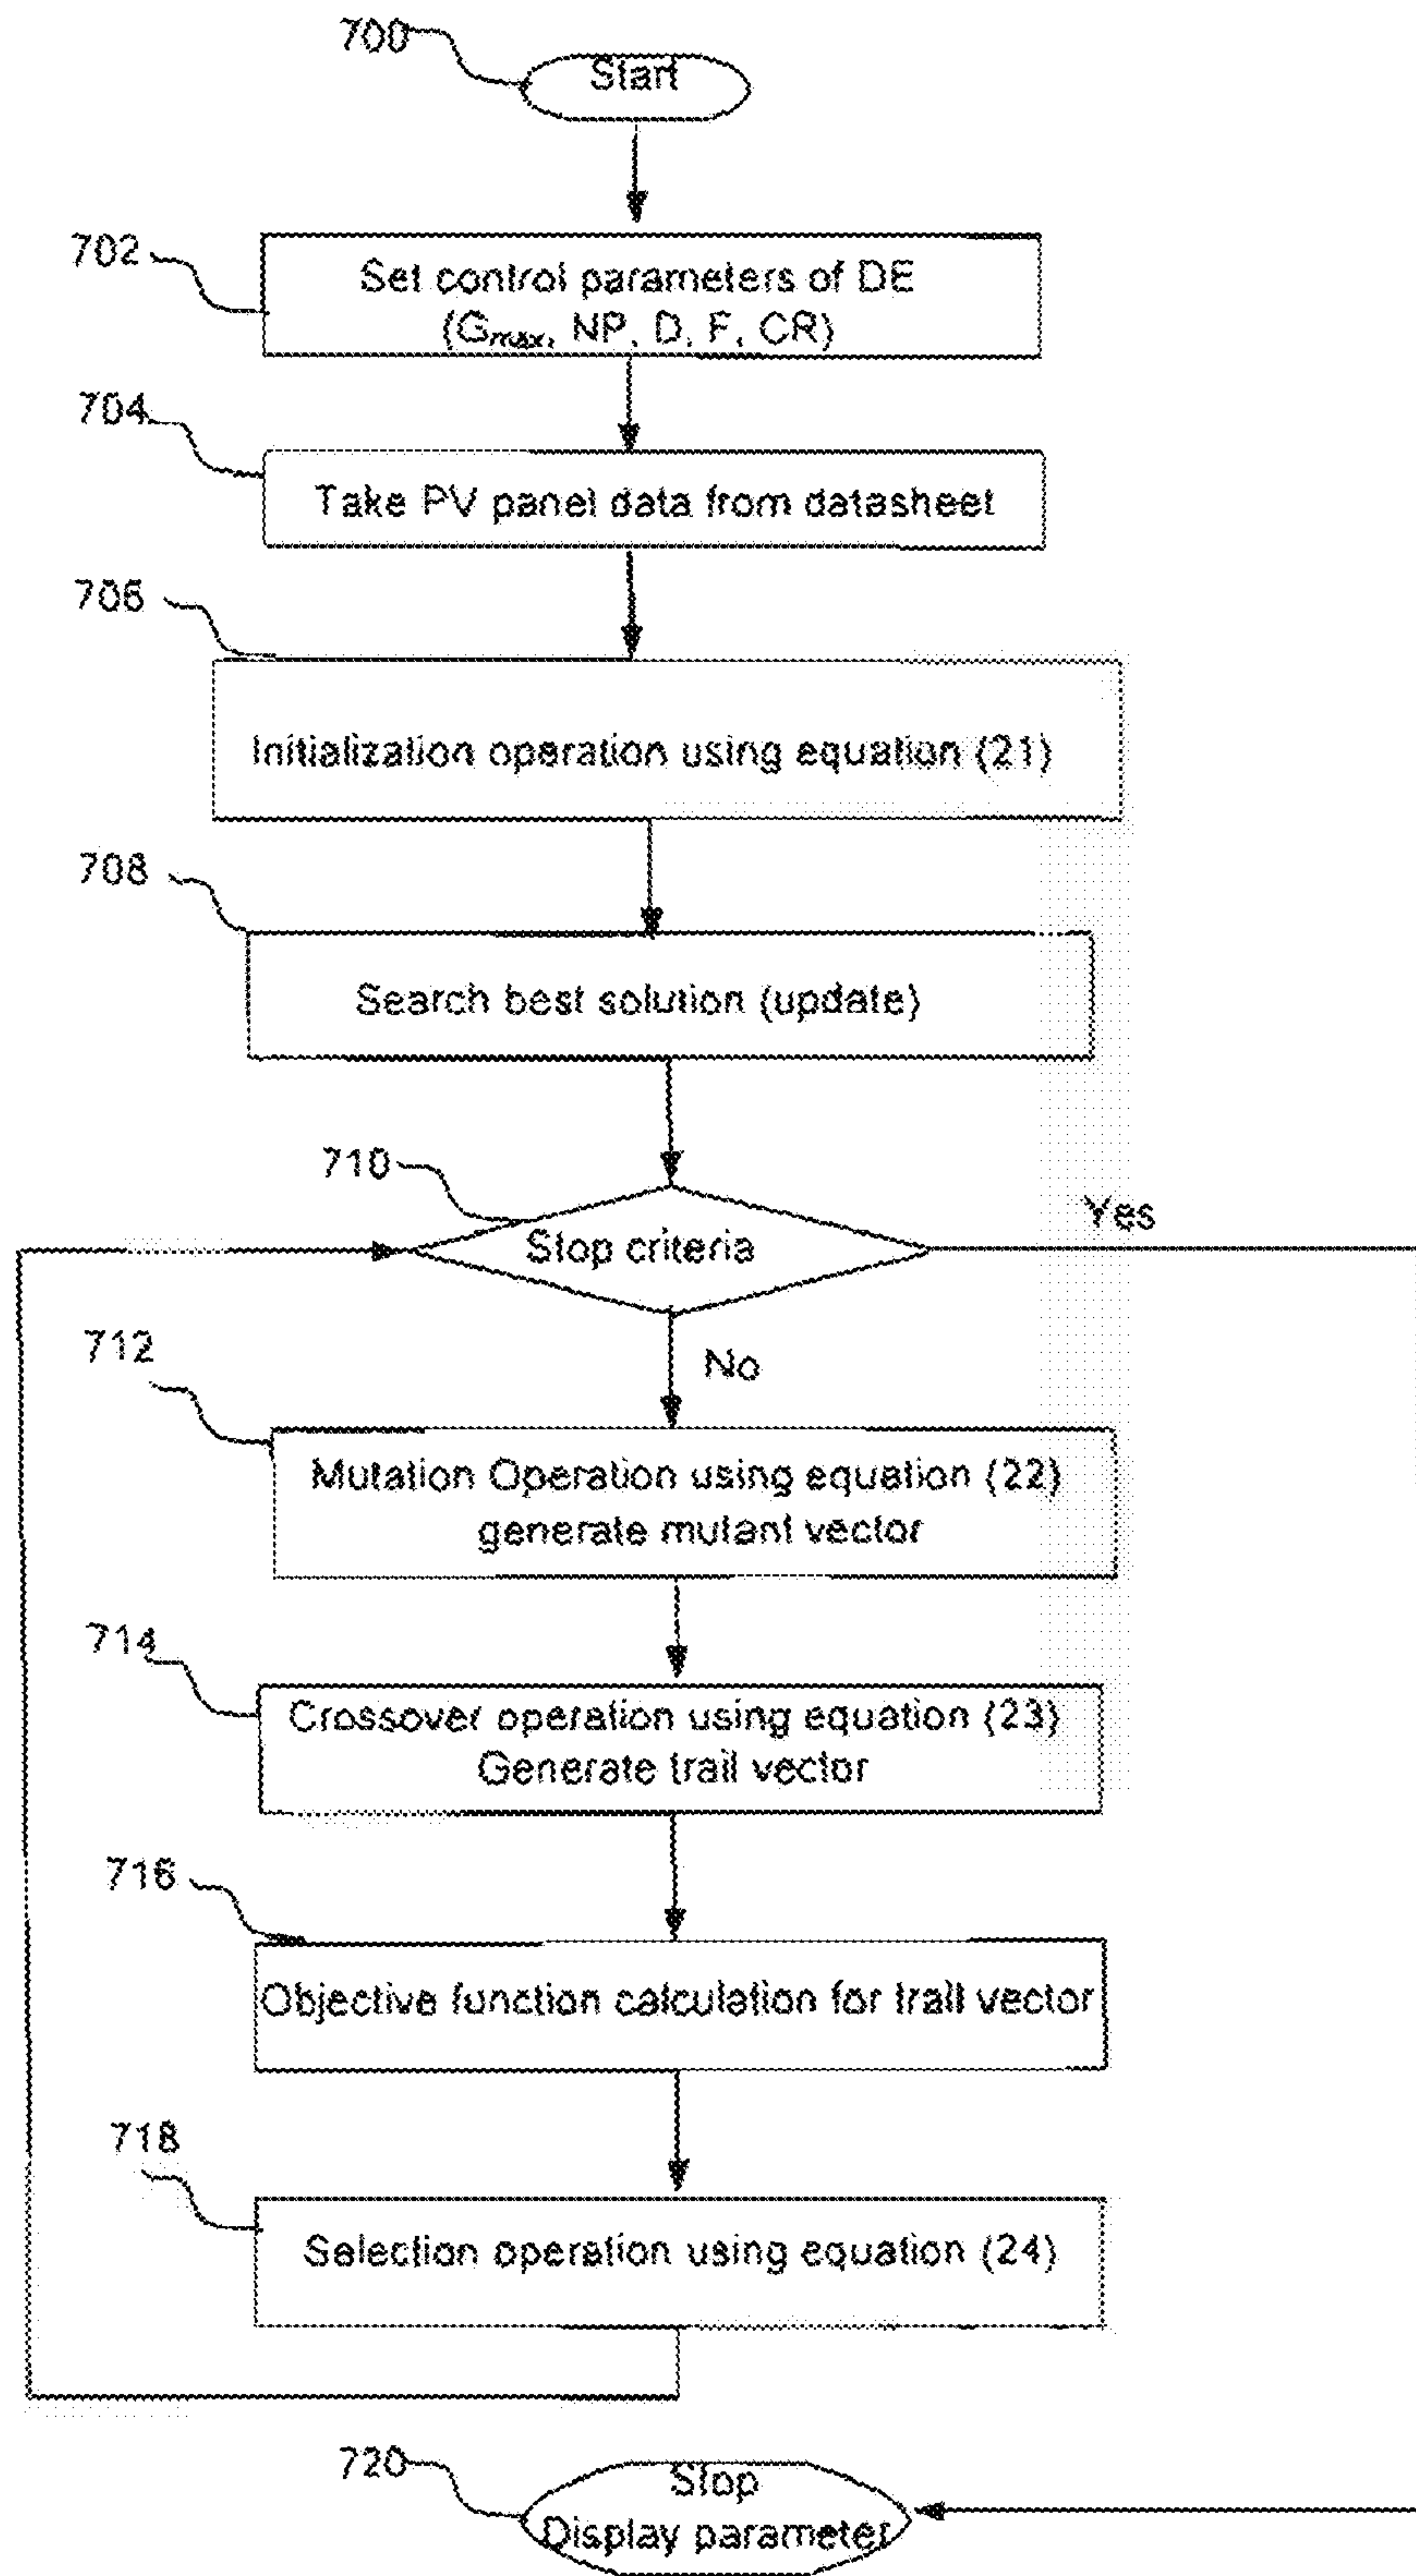 700
Start
702
Set control parameters of DE
(Gmax, NP, D, F, CR)
704
Take PV panel data from datasheet
706
Initialization operation using equation (21)
708
Search best solution (update)
710
Stop criteria
Yes
No
712
Mutation Operation using equation (22)
generate mutant vector
714
Crossover operation using equation (23)
Generate trail vector
716
Objective function calculation for trail vector
718
Selection operation using equation (24)
720
Stop
Display parameter